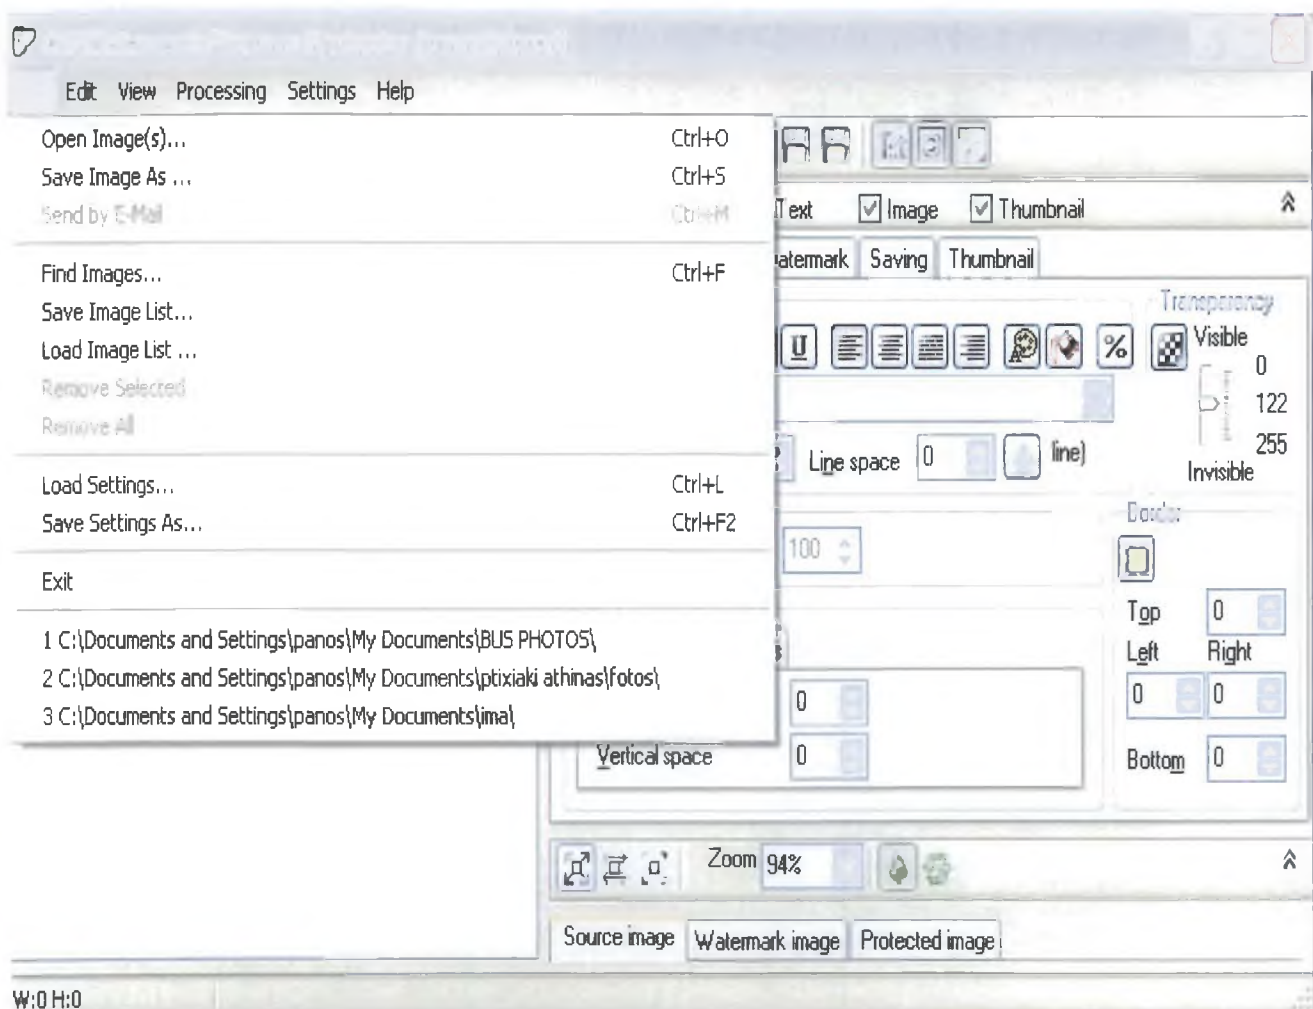 Edit View Processing Settings Help
Open Image(s)... Ctrl+O
Save Image As ... Ctrl+S
Send by E-Mail Ctrl+M
Find Images... Ctrl+F
Save Image List...
Load Image List ...
Remove Selected
Remove All
Load Settings... Ctrl+L
Save Settings As... Ctrl+F2
Exit
1 C:\Documents and Settings\panos\My Documents\BUS PHOTOS\
2 C:\Documents and Settings\panos\My Documents\ptixiaki athinas\fotos\
3 C:\Documents and Settings\panos\My Documents\ima\
Text Image Thumbnail
atermark Saving Thumbnail
Transparency
U % Visible
0
122
255
Invisible
Line space 0 line)
Border
100
Top 0
Left Right
0 0
0
Vertical space 0
Bottom 0
Zoom 94%
Source image Watermark image Protected image
W:0 H:0